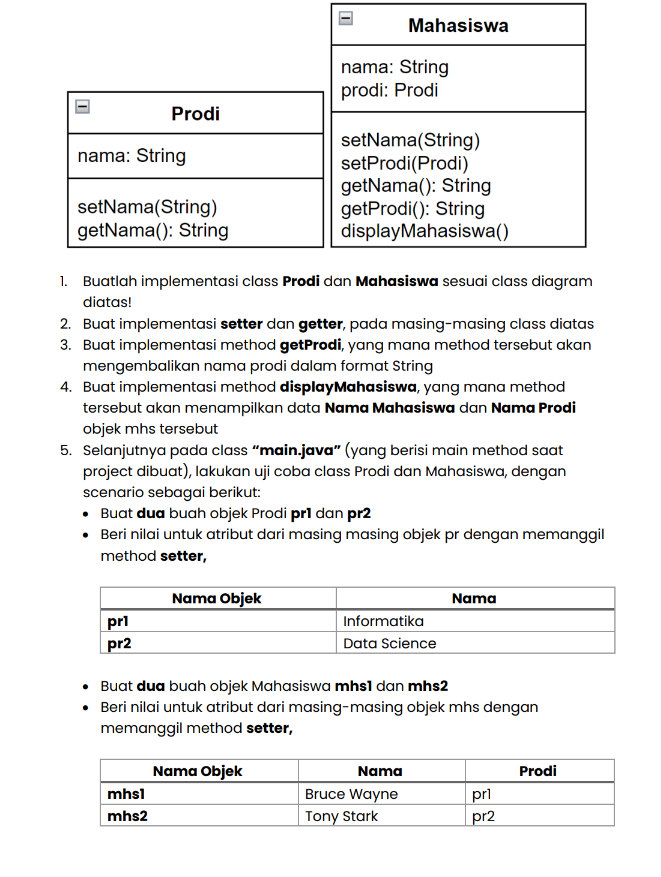 Mahasiswa
nama: String
prodi: Prodi
setNama(String)
setProdi(Prodi)
getNama(): String
getProdi(): String
displayMahasiswa()
Prodi
nama: String
setNama(String)
getNama(): String
1. Buatlah implementasi class Prodi dan Mahasiswa sesuai class diagram
diatas!
2. Buat implementasi setter dan getter, pada masing-masing class diatas
3. Buat implementasi method getProdi, yang mana method tersebut akan
mengembalikan nama prodi dalam format String
4. Buat implementasi method displayMahasiswa, yang mana method
tersebut akan menampilkan data Nama Mahasiswa dan Nama Prodi
objek mhs tersebut
5. Selanjutnya pada class “main.java” (yang berisi main method saat
project dibuat), lakukan uji coba class Prodi dan Mahasiswa, dengan
scenario sebagai berikut:
• Buat dua buah objek Prodi pr1 dan pr2
• Beri nilai untuk atribut dari masing masing objek pr dengan memanggil
method setter,
Nama Objek Nama
pr1 Informatika
pr2 Data Science
• Buat dua buah objek Mahasiswa mhs1 dan mhs2
• Beri nilai untuk atribut dari masing-masing objek mhs dengan
memanggil method setter,
Nama Objek Nama Prodi
mhs1 Bruce Wayne pr1
mhs2 Tony Stark pr2